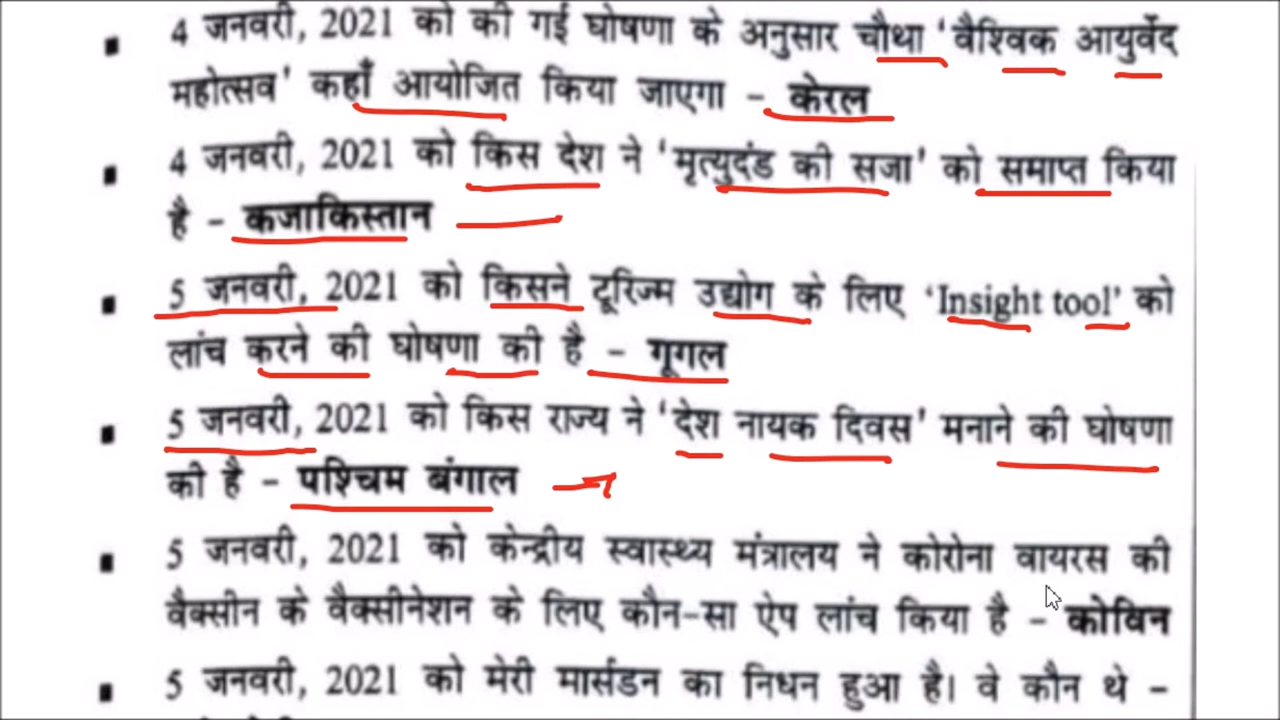 ▪ 4 जनवरी, 2021 को की गई घोषणा के अनुसार चौथा 'वैश्विक आयुर्वेद
महोत्सव' कहाँ आयोजित किया जाएगा – केरल
▪ 4 जनवरी, 2021 को किस देश ने 'मृत्युदंड की सजा' को समाप्त किया
है – कजाकिस्तान
▪ 5 जनवरी, 2021 को किसने टूरिज्म उद्योग के लिए 'Insight tool' को
लांच करने की घोषणा की है – गूगल
▪ 5 जनवरी, 2021 को किस राज्य ने 'देश नायक दिवस' मनाने की घोषणा
की है – पश्चिम बंगाल
▪ 5 जनवरी, 2021 को केन्द्रीय स्वास्थ्य मंत्रालय ने कोरोना वायरस की
वैक्सीन के वैक्सीनेशन के लिए कौन-सा ऐप लांच किया है – कोविन
▪ 5 जनवरी, 2021 को मेरी मार्सडन का निधन हुआ है। वे कौन थे –